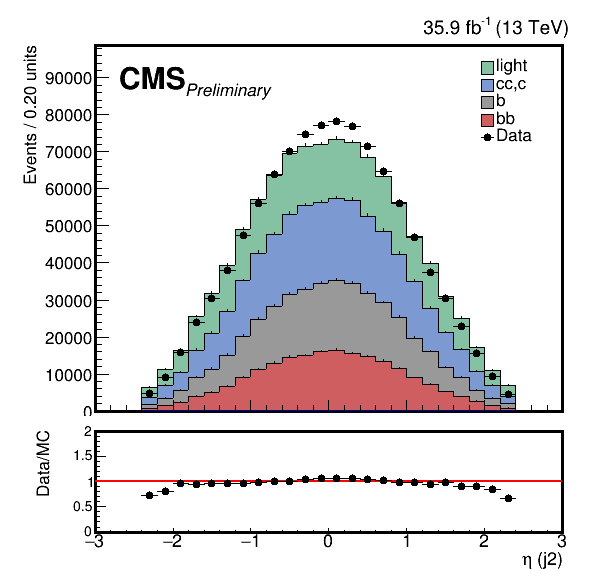 35.9 fb⁻¹ (13 TeV)
Events / 0.20 units
CMS Preliminary
light
cc,c
b
bb
Data
90000
80000
70000
60000
50000
40000
30000
20000
10000
0
Data/MC
2
1.5
1
0.5
0
−3 −2 −1 0 1 2 3
η (j2)